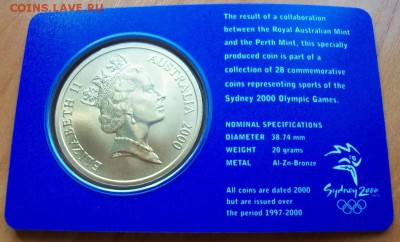 COINS.LAVE.RU
ELIZABETH II AUSTRALIA 2000
The result of a collaboration
between the Royal Australian Mint
and the Perth Mint, this specially
produced coin is part of a
collection of 28 commemorative
coins representing sports of the
Sydney 2000 Olympic Games.
NOMINAL SPECIFICATIONS
DIAMETER 38.74 mm
WEIGHT 20 grams
METAL Al-Zn-Bronze
All coins are dated 2000
but are issued over
the period 1997-2000
Sydney 2000